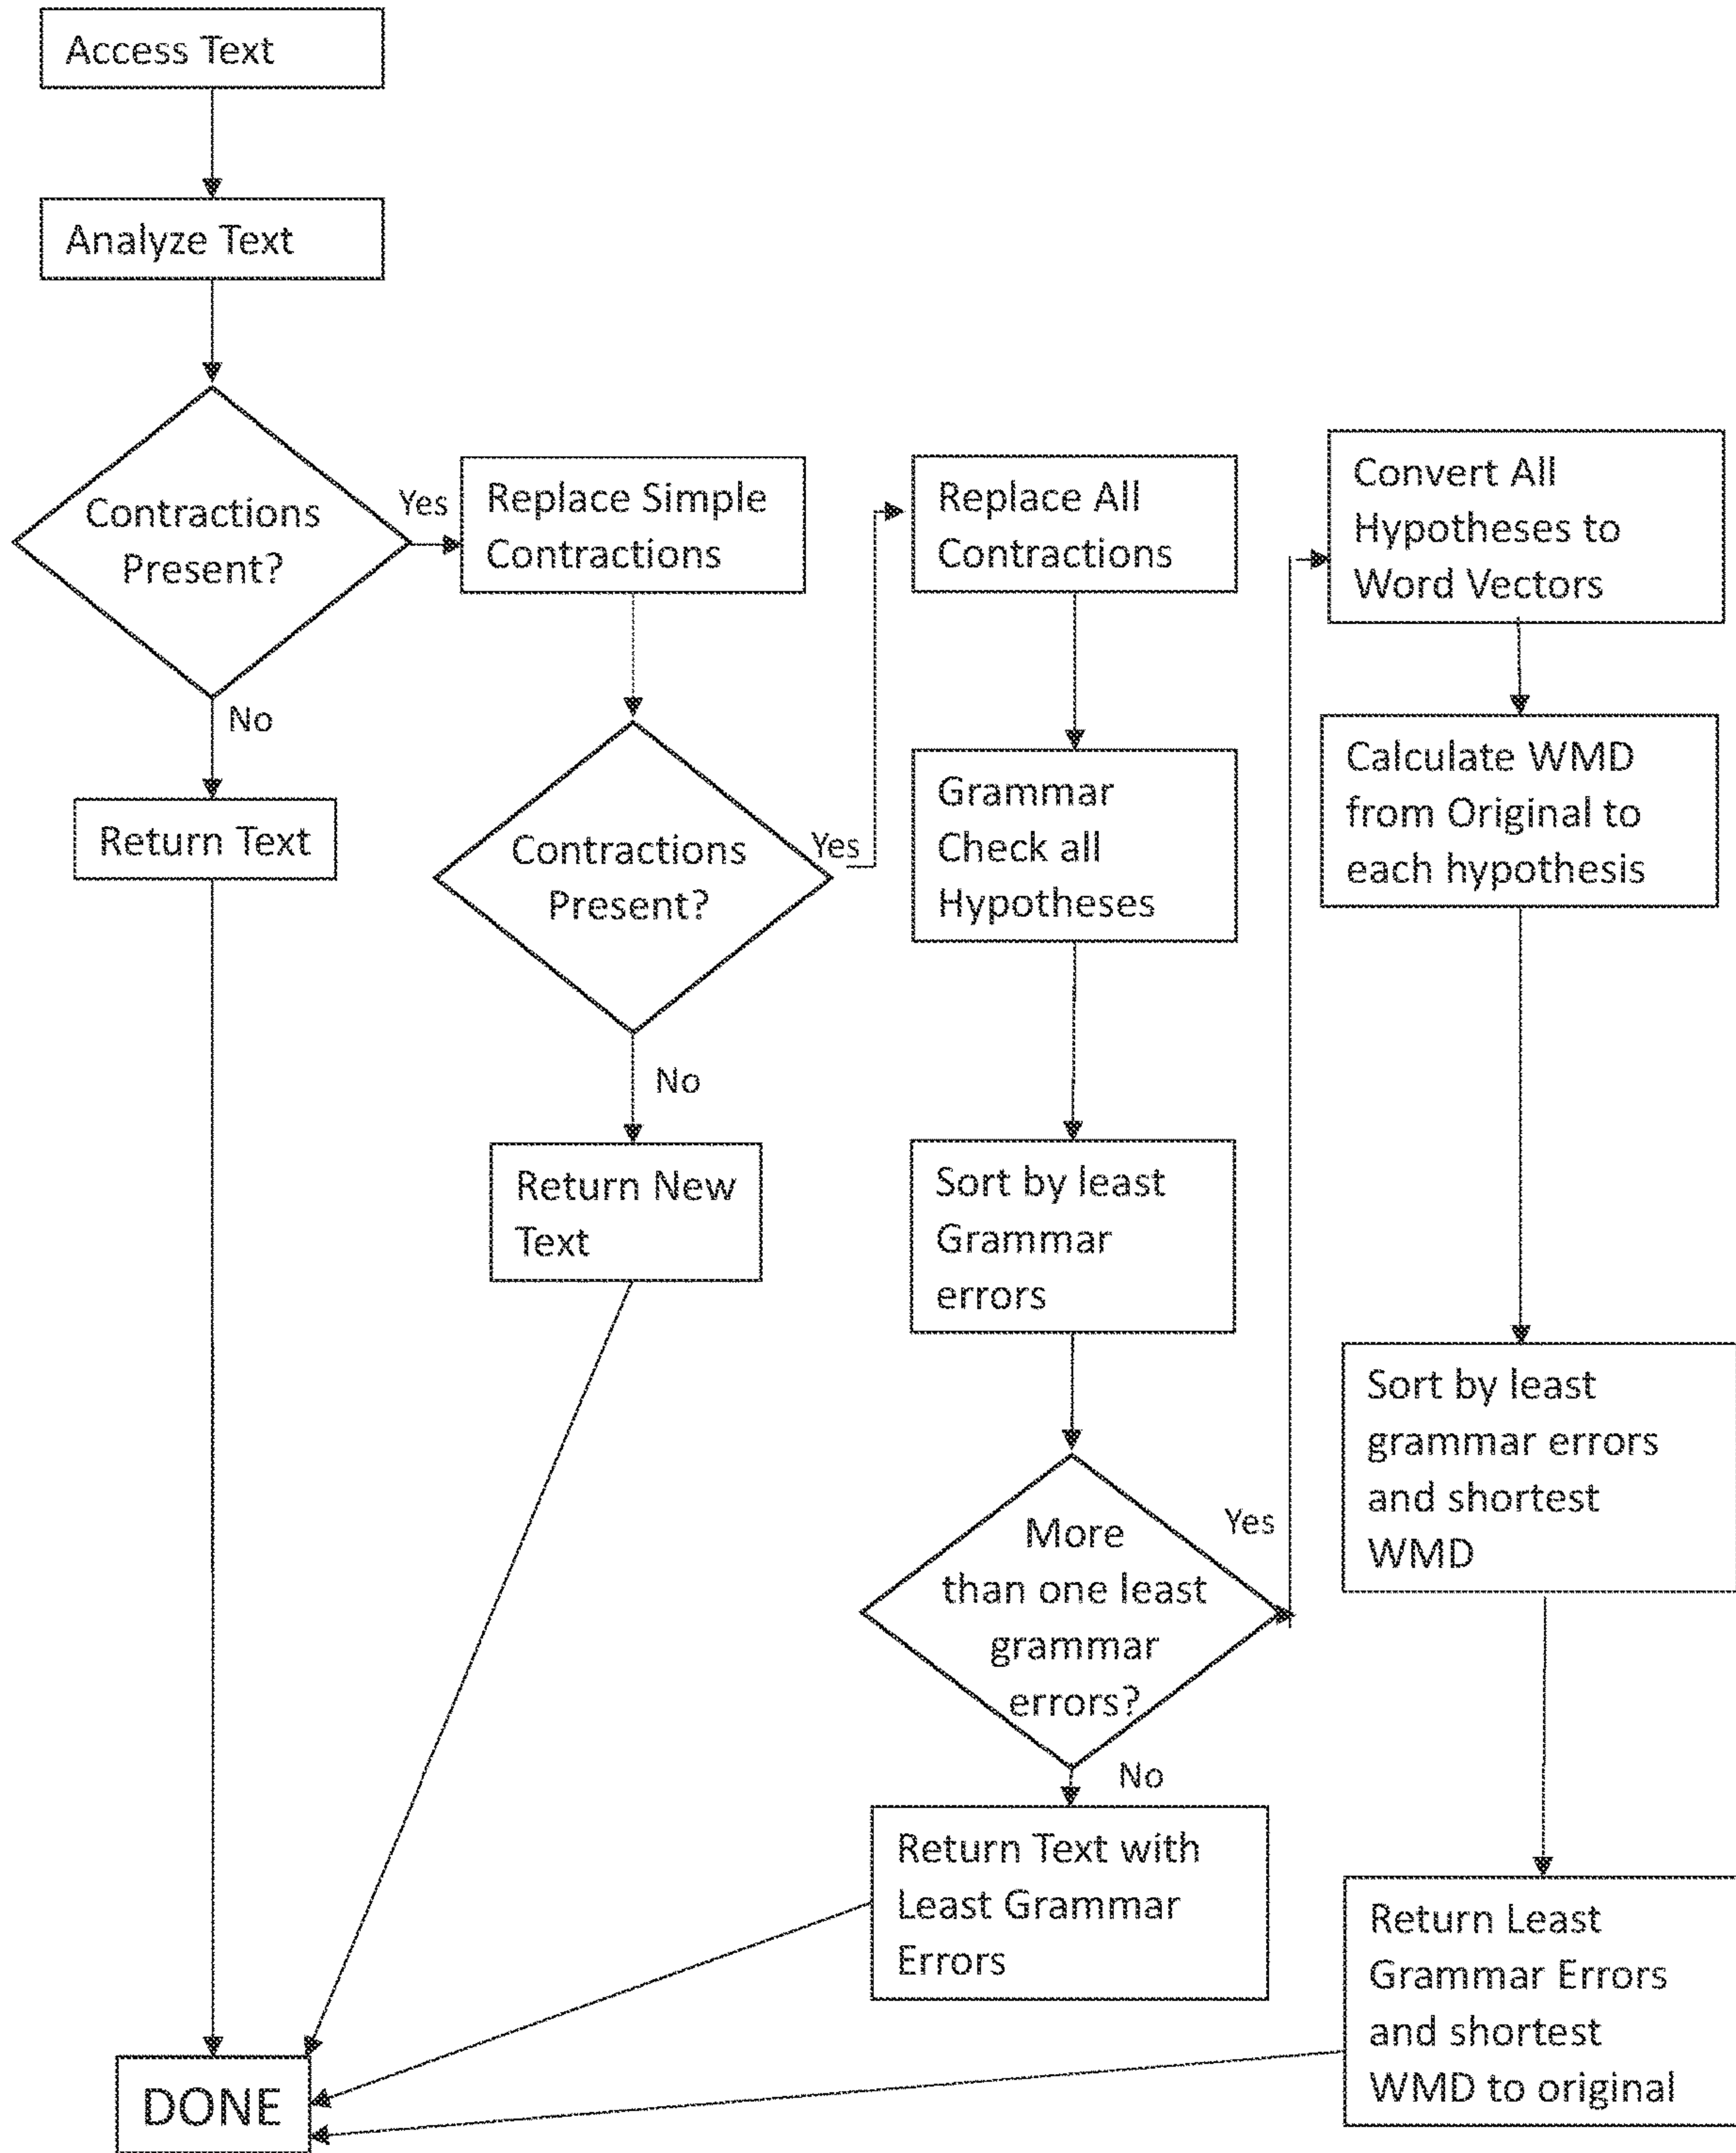 Access Text
Analyze Text
Contractions
Present?
Yes
No
Return Text
Replace Simple
Contractions
Contractions
Present?
Yes
No
Return New
Text
Replace All
Contractions
Grammar
Check all
Hypotheses
Sort by least
Grammar
errors
More
than one least
grammar
errors?
Yes
No
Return Text with
Least Grammar
Errors
Convert All
Hypotheses to
Word Vectors
Calculate WMD
from Original to
each hypothesis
Sort by least
grammar errors
and shortest
WMD
Return Least
Grammar Errors
and shortest
WMD to original
DONE